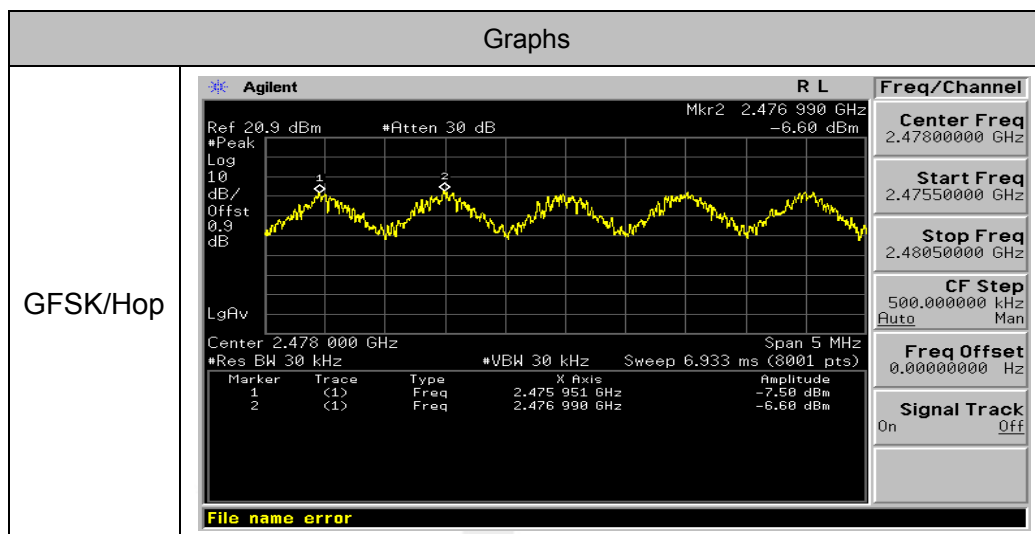 Graphs
GFSK/Hop
Agilent R L
Mkr2 2.476 990 GHz
Ref 20.9 dBm #Atten 30 dB -6.60 dBm
#Peak
Log
10
dB/
Offst
0.9
dB
1 2
LgAv
Center 2.478 000 GHz Span 5 MHz
#Res BW 30 kHz #VBW 30 kHz Sweep 6.933 ms (8001 pts)
Marker Trace Type X Axis Amplitude
1 (1) Freq 2.475 951 GHz -7.50 dBm
2 (1) Freq 2.476 990 GHz -6.60 dBm
File name error
Freq/Channel
Center Freq
2.47800000 GHz
Start Freq
2.47550000 GHz
Stop Freq
2.48050000 GHz
CF Step
500.000000 kHz
Auto Man
Freq Offset
0.00000000 Hz
Signal Track
On Off